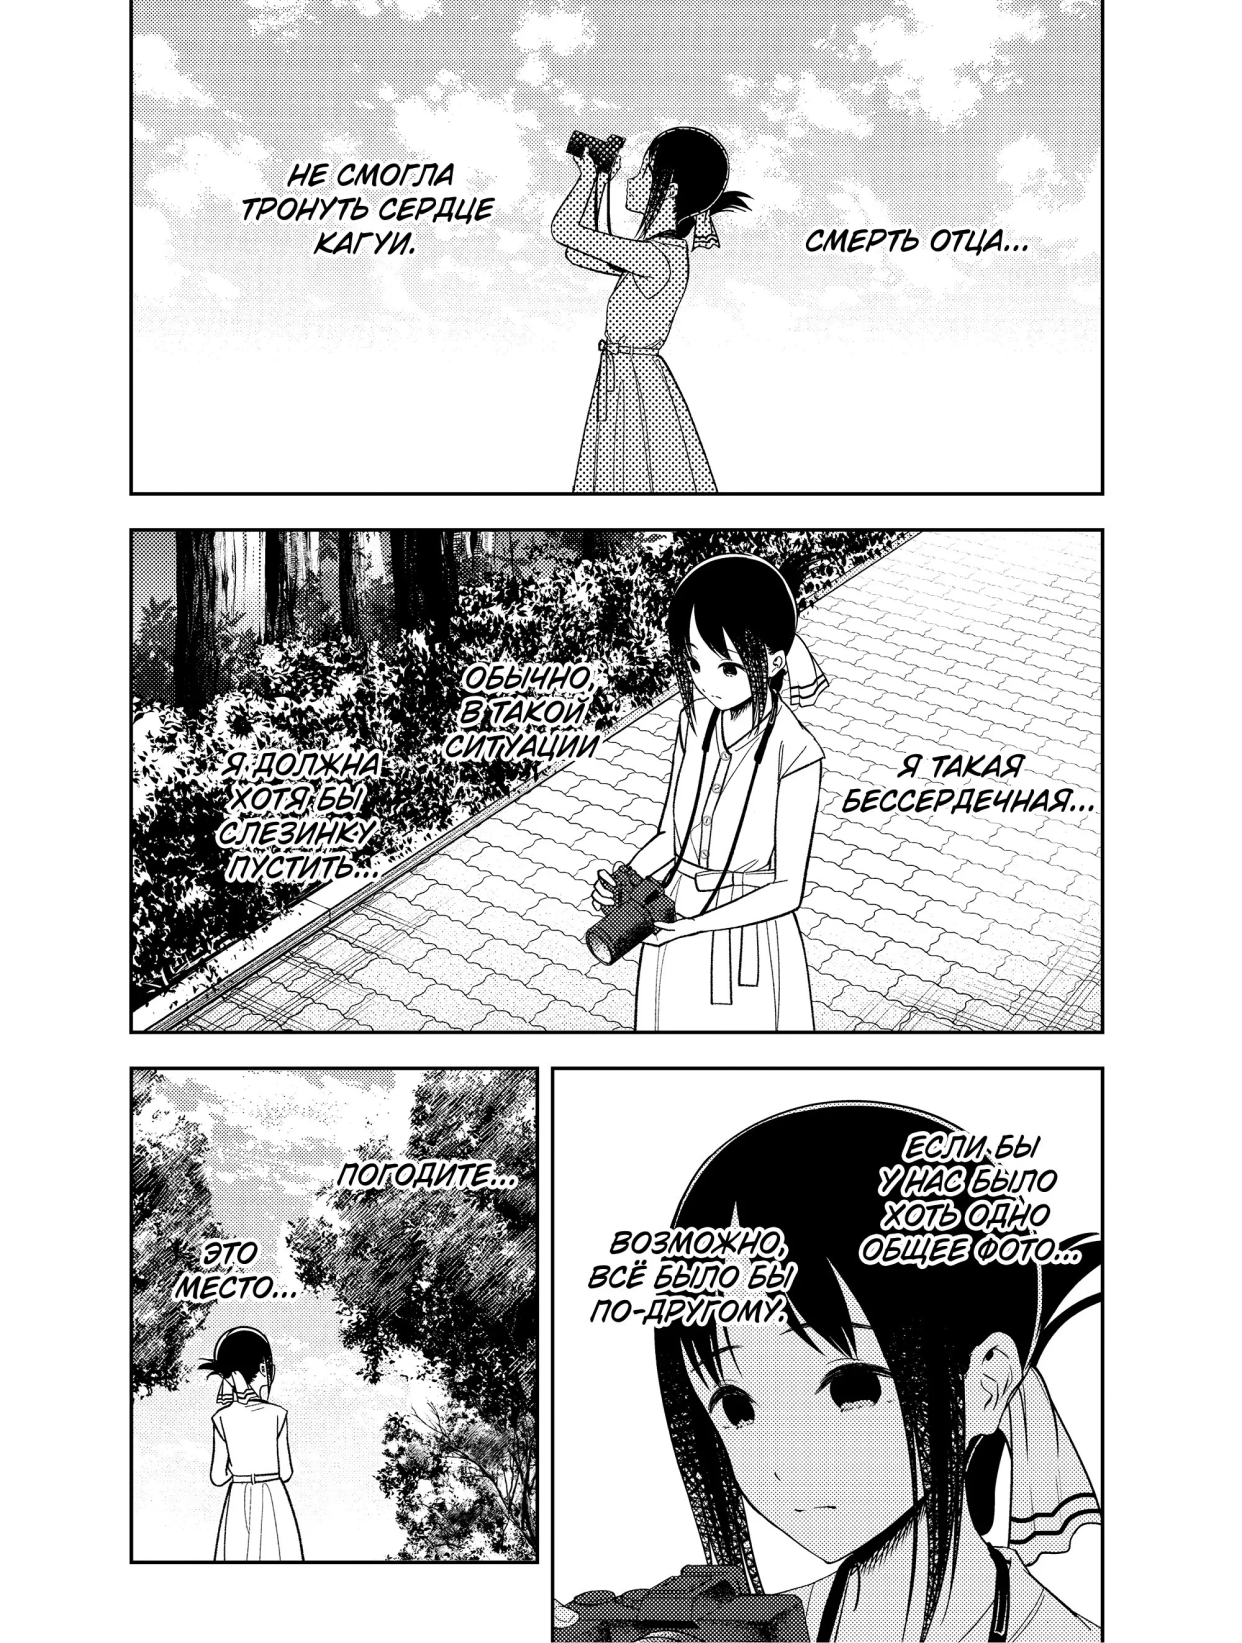 СМЕРТЬ ОТЦА...
НЕ СМОГЛА
ТРОНУТЬ СЕРДЦЕ
КАГУИ.
Я ТАКАЯ
БЕССЕРДЕЧНАЯ...
ОБЫЧНО,
В ТАКОЙ
СИТУАЦИИ
Я ДОЛЖНА
ХОТЯ БЫ
СЛЕЗИНКУ
ПУСТИТЬ...
ЕСЛИ БЫ
У НАС БЫЛО
ХОТЬ ОДНО
ОБЩЕЕ ФОТО...
ВОЗМОЖНО,
ВСЁ БЫЛО БЫ
ПО-ДРУГОМУ.
ПОГОДИТЕ...
ЭТО
МЕСТО...